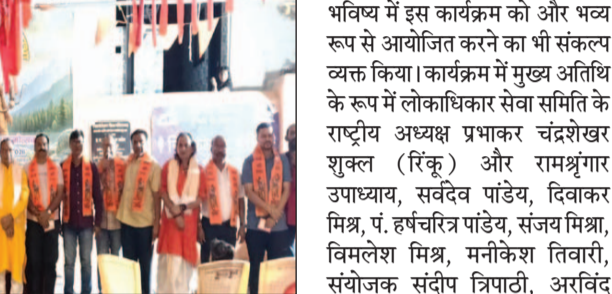 भविष्य में इस कार्यक्रम को और भव्य
रूप से आयोजित करने का भी संकल्प
व्यक्त किया। कार्यक्रम में मुख्य अतिथि
के रूप में लोकाधिकार सेवा समिति के
राष्ट्रीय अध्यक्ष प्रभाकर चंद्रशेखर
शुक्ल (रिंकू) और रामश्रृंगार
उपाध्याय, सर्वदेव पांडेय, दिवाकर
मिश्र, पं. हर्षचरित्र पांडेय, संजय मिश्रा,
विमलेश मिश्र, मनीकेश तिवारी,
संयोजक संदीप त्रिपाठी, अरविंद